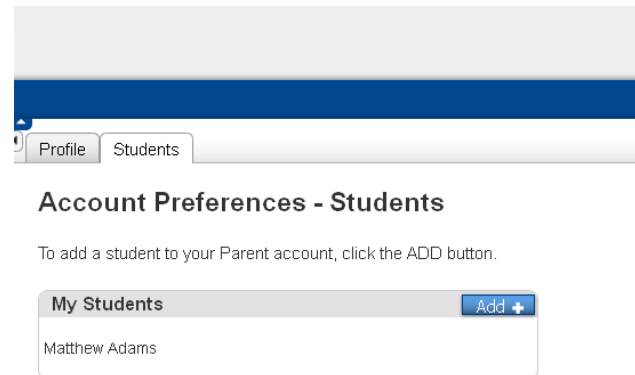 Profile Students
Account Preferences - Students
To add a student to your Parent account, click the ADD button.
My Students Add +
Matthew Adams